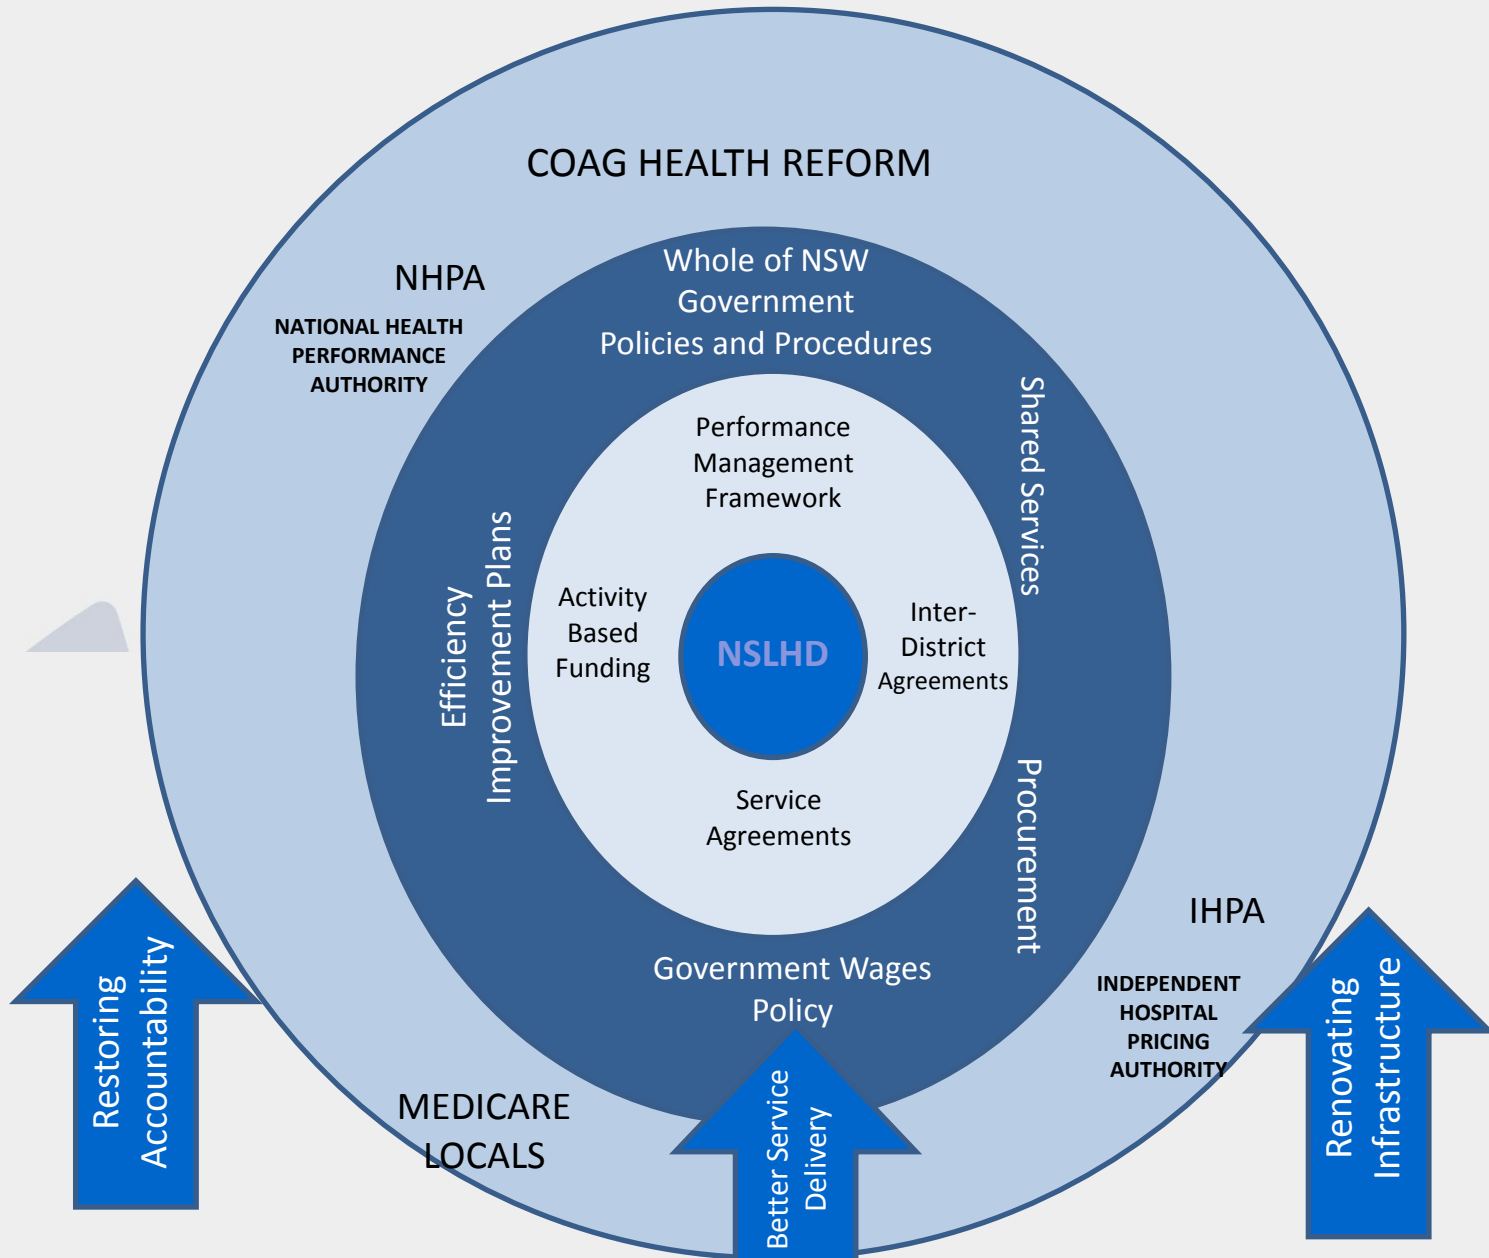 COAG HEALTH REFORM
NHPA
NATIONAL HEALTH
PERFORMANCE
AUTHORITY
Whole of NSW
Government
Policies and Procedures
Shared Services
Performance
Management
Framework
Efficiency
Improvement Plans
Activity
Based
Funding
NSLHD
Inter-
District
Agreements
Service
Agreements
Procurement
Government Wages
Policy
IHPA
INDEPENDENT
HOSPITAL
PRICING
AUTHORITY
MEDICARE
LOCALS
Restoring
Accountability
Better Service
Delivery
Renovating
Infrastructure